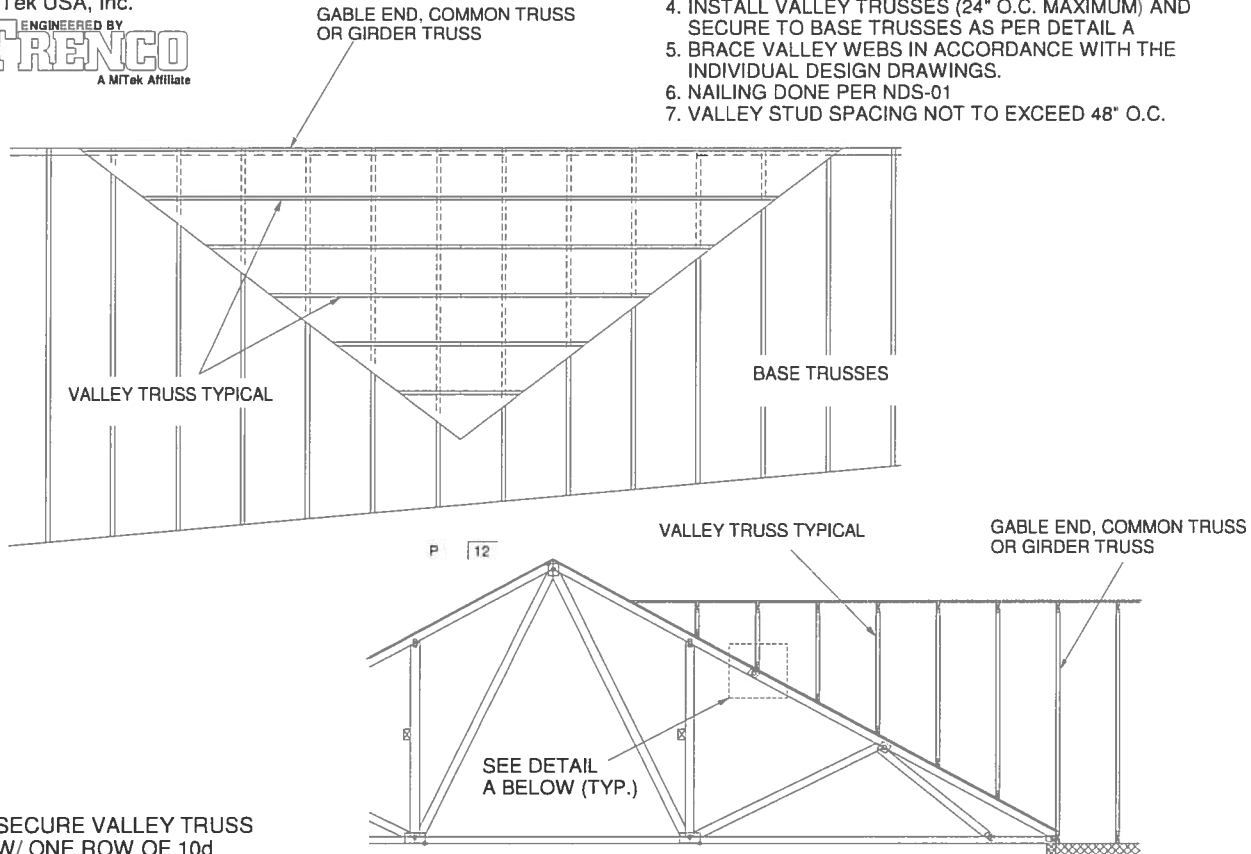 Tek USA, Inc.
ENGINEERED BY
TRENCO
A MiTek Affiliate
GABLE END, COMMON TRUSS
OR GIRDER TRUSS
4. INSTALL VALLEY TRUSSES (24" O.C. MAXIMUM) AND
SECURE TO BASE TRUSSES AS PER DETAIL A
5. BRACE VALLEY WEBS IN ACCORDANCE WITH THE
INDIVIDUAL DESIGN DRAWINGS.
6. NAILING DONE PER NDS-01
7. VALLEY STUD SPACING NOT TO EXCEED 48" O.C.
VALLEY TRUSS TYPICAL
BASE TRUSSES
P 12
VALLEY TRUSS TYPICAL
GABLE END, COMMON TRUSS
OR GIRDER TRUSS
SEE DETAIL
A BELOW (TYP.)
SECURE VALLEY TRUSS
W/ ONE ROW OF 10d